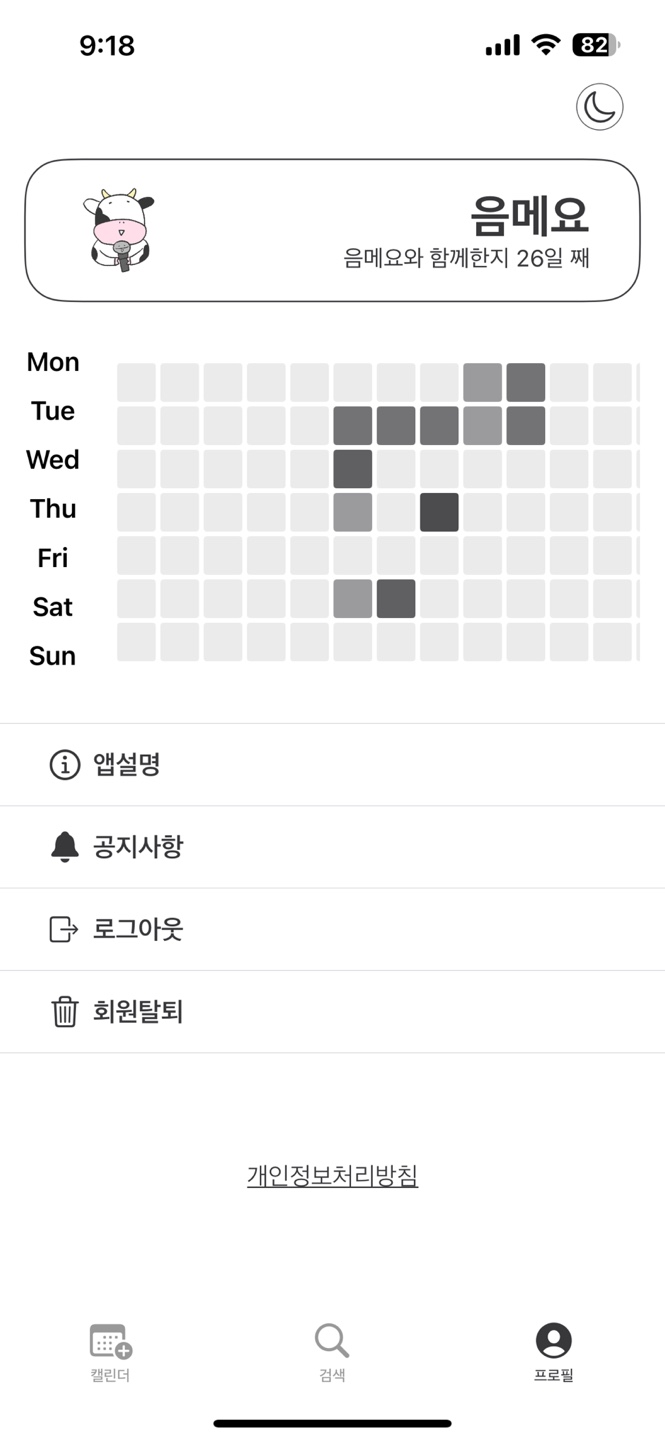 9:18
82
음메요
음메요와 함께한지 26일 째
Mon
Tue
Wed
Thu
Fri
Sat
Sun
앱설명
공지사항
로그아웃
회원탈퇴
개인정보처리방침
캘린더
검색
프로필